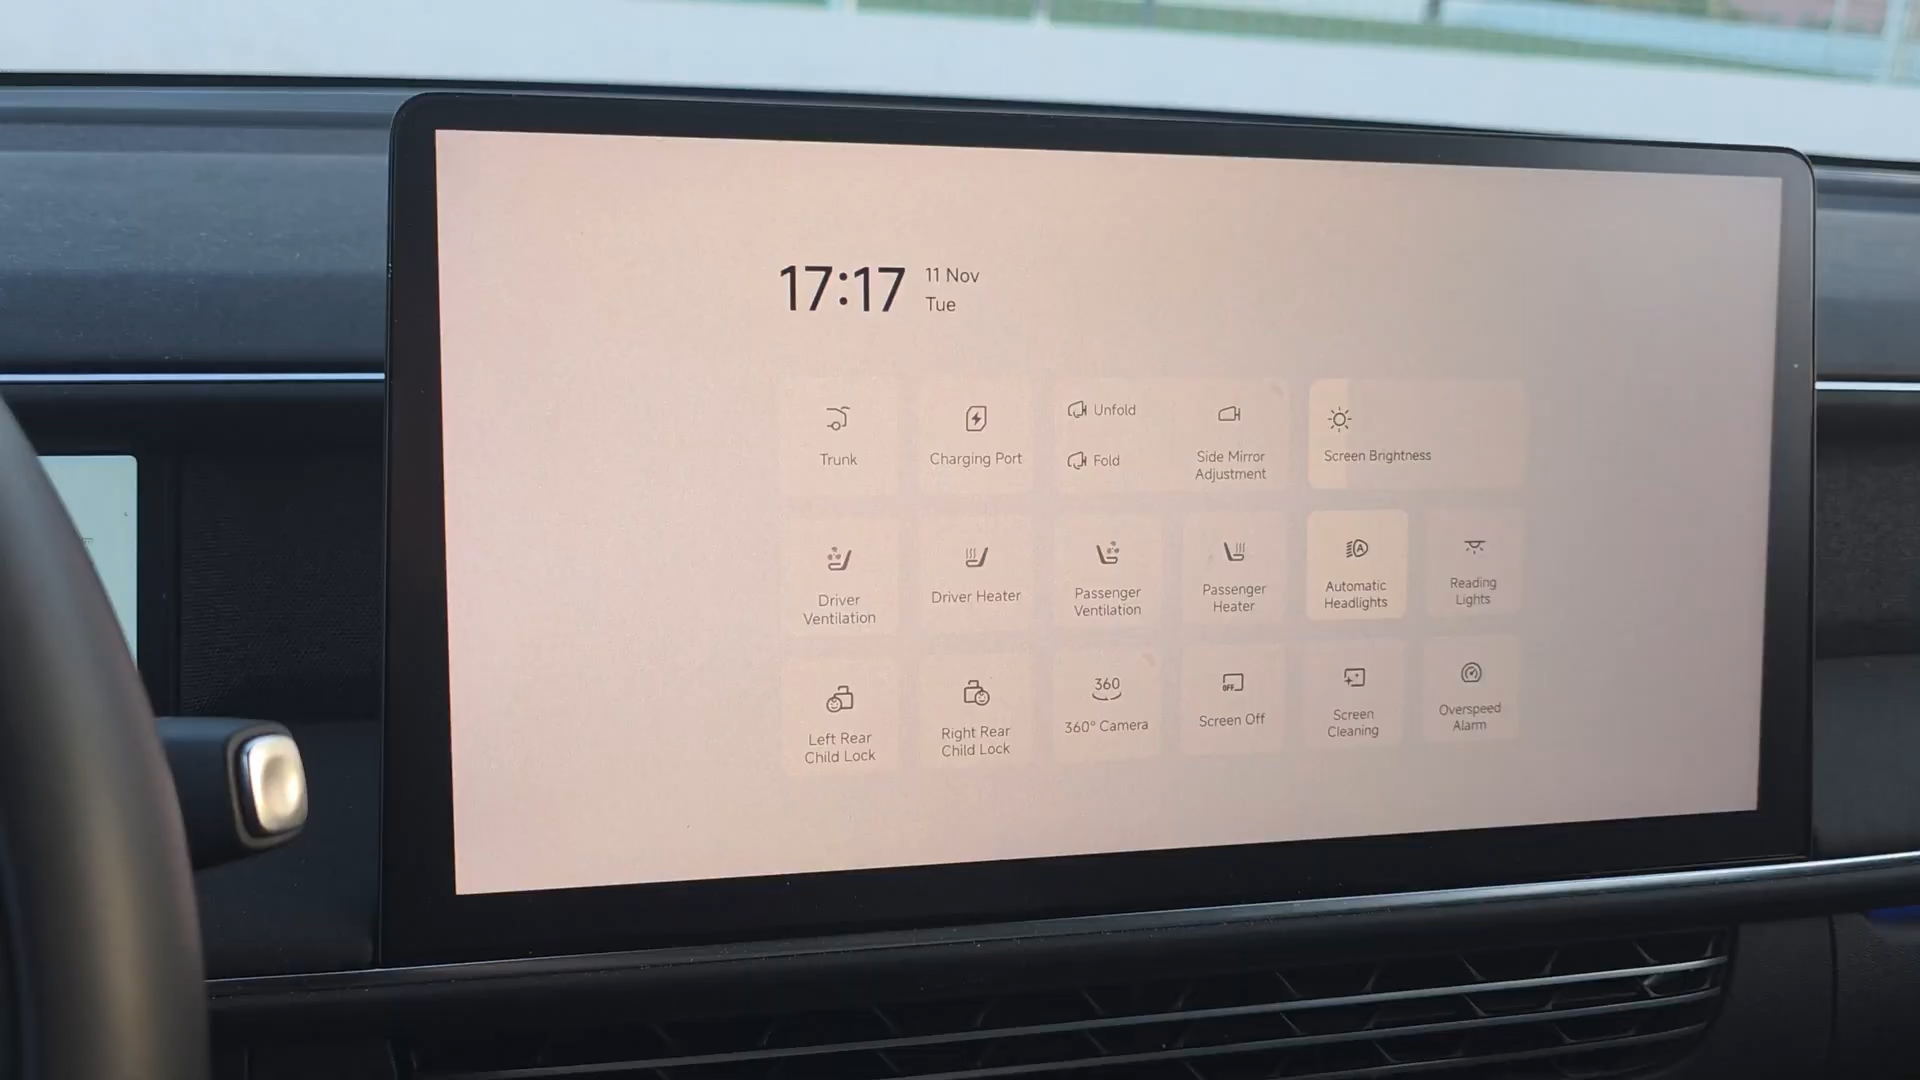 17:17
11 Nov
Tue
Trunk
Charging Port
Unfold
Fold
Side Mirror
Adjustment
Screen Brightness
Driver
Ventilation
Driver Heater
Passenger
Ventilation
Passenger
Heater
A
Automatic
Headlights
Reading
Lights
Left Rear
Child Lock
Right Rear
Child Lock
360
360° Camera
OFF
Screen Off
Screen
Cleaning
Overspeed
Alarm